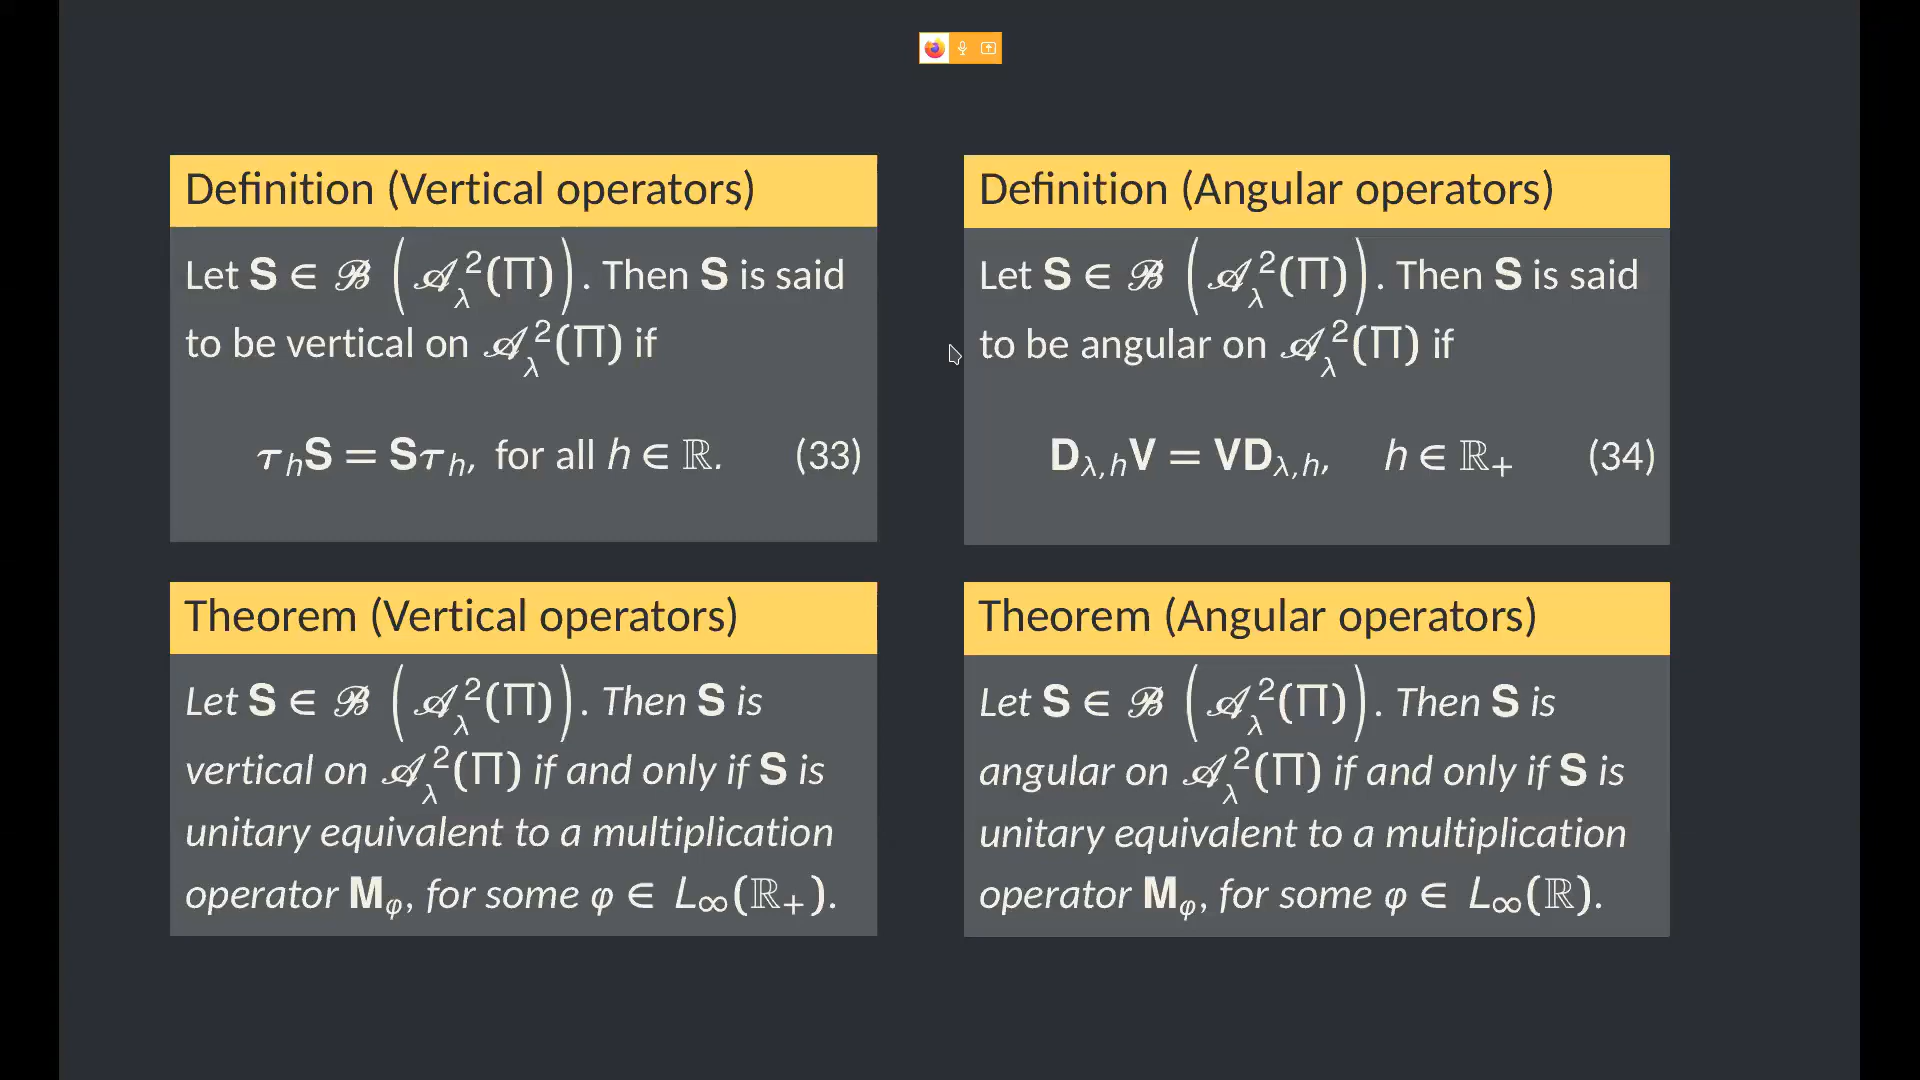 Definition (Vertical operators)
Let S ∈ ℬ (𝒜²_λ(Π)). Then S is said
to be vertical on 𝒜²_λ(Π) if
τ_h S = Sτ_h, for all h ∈ ℝ. (33)
Theorem (Vertical operators)
Let S ∈ ℬ (𝒜²_λ(Π)). Then S is
vertical on 𝒜²_λ(Π) if and only if S is
unitary equivalent to a multiplication
operator M_φ, for some φ ∈ L_∞(ℝ₊).
Definition (Angular operators)
Let S ∈ ℬ (𝒜²_λ(Π)). Then S is said
to be angular on 𝒜²_λ(Π) if
D_{λ,h}V = VD_{λ,h}, h ∈ ℝ₊ (34)
Theorem (Angular operators)
Let S ∈ ℬ (𝒜²_λ(Π)). Then S is
angular on 𝒜²_λ(Π) if and only if S is
unitary equivalent to a multiplication
operator M_φ, for some φ ∈ L_∞(ℝ).